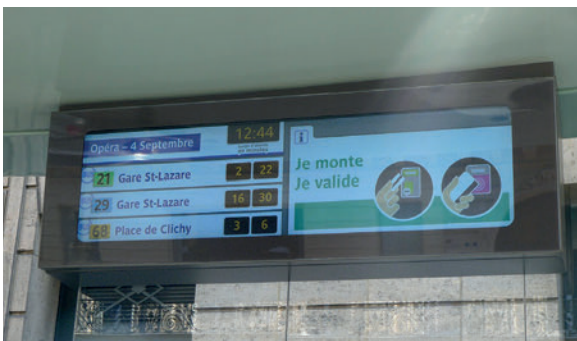 Opéra – 4 Septembre 12:44
21 Gare St-Lazare 2 22
29 Gare St-Lazare 16 30
68 Place de Clichy 3 6
i
Je monte
Je valide